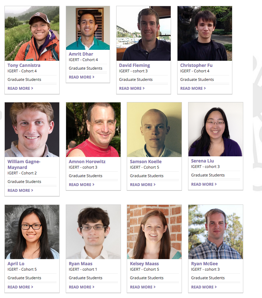 Tony Cannistra
IGERT - Cohort 4
Graduate Students
READ MORE >
Amrit Dhar
IGERT - Cohort 4
Graduate Students
READ MORE >
David Fleming
IGERT - cohort 3
Graduate Students
READ MORE >
Christopher Fu
IGERT - Cohort 4
Graduate Students
READ MORE >
William Gagne-
Maynard
IGERT - Cohort 2
Graduate Students
READ MORE >
Amnon Horowitz
IGERT - cohort 3
Graduate Students
READ MORE >
Samson Koelle
IGERT - Cohort 5
Graduate Students
READ MORE >
Serena Liu
IGERT - cohort 3
Graduate Students
READ MORE >
April Lo
IGERT - Cohort 5
Graduate Students
READ MORE >
Ryan Maas
IGERT - cohort 1
Graduate Students
READ MORE >
Kelsey Maass
IGERT - Cohort 5
Graduate Students
READ MORE >
Ryan McGee
IGERT - cohort 3
Graduate Students
READ MORE >